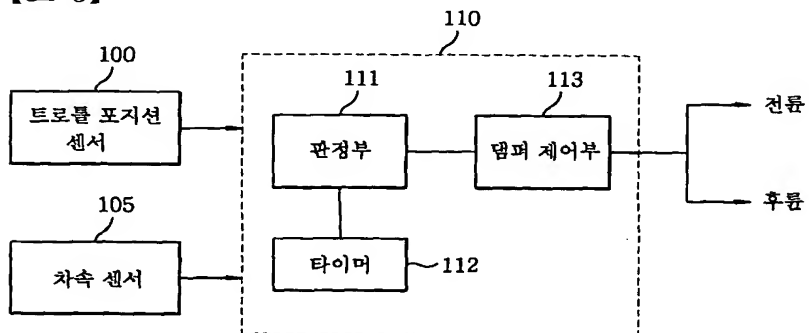 110
100
트로틀 포지션
센서
111
판정부
113
댐퍼 제어부
전륜
후륜
105
차속 센서
타이머
112